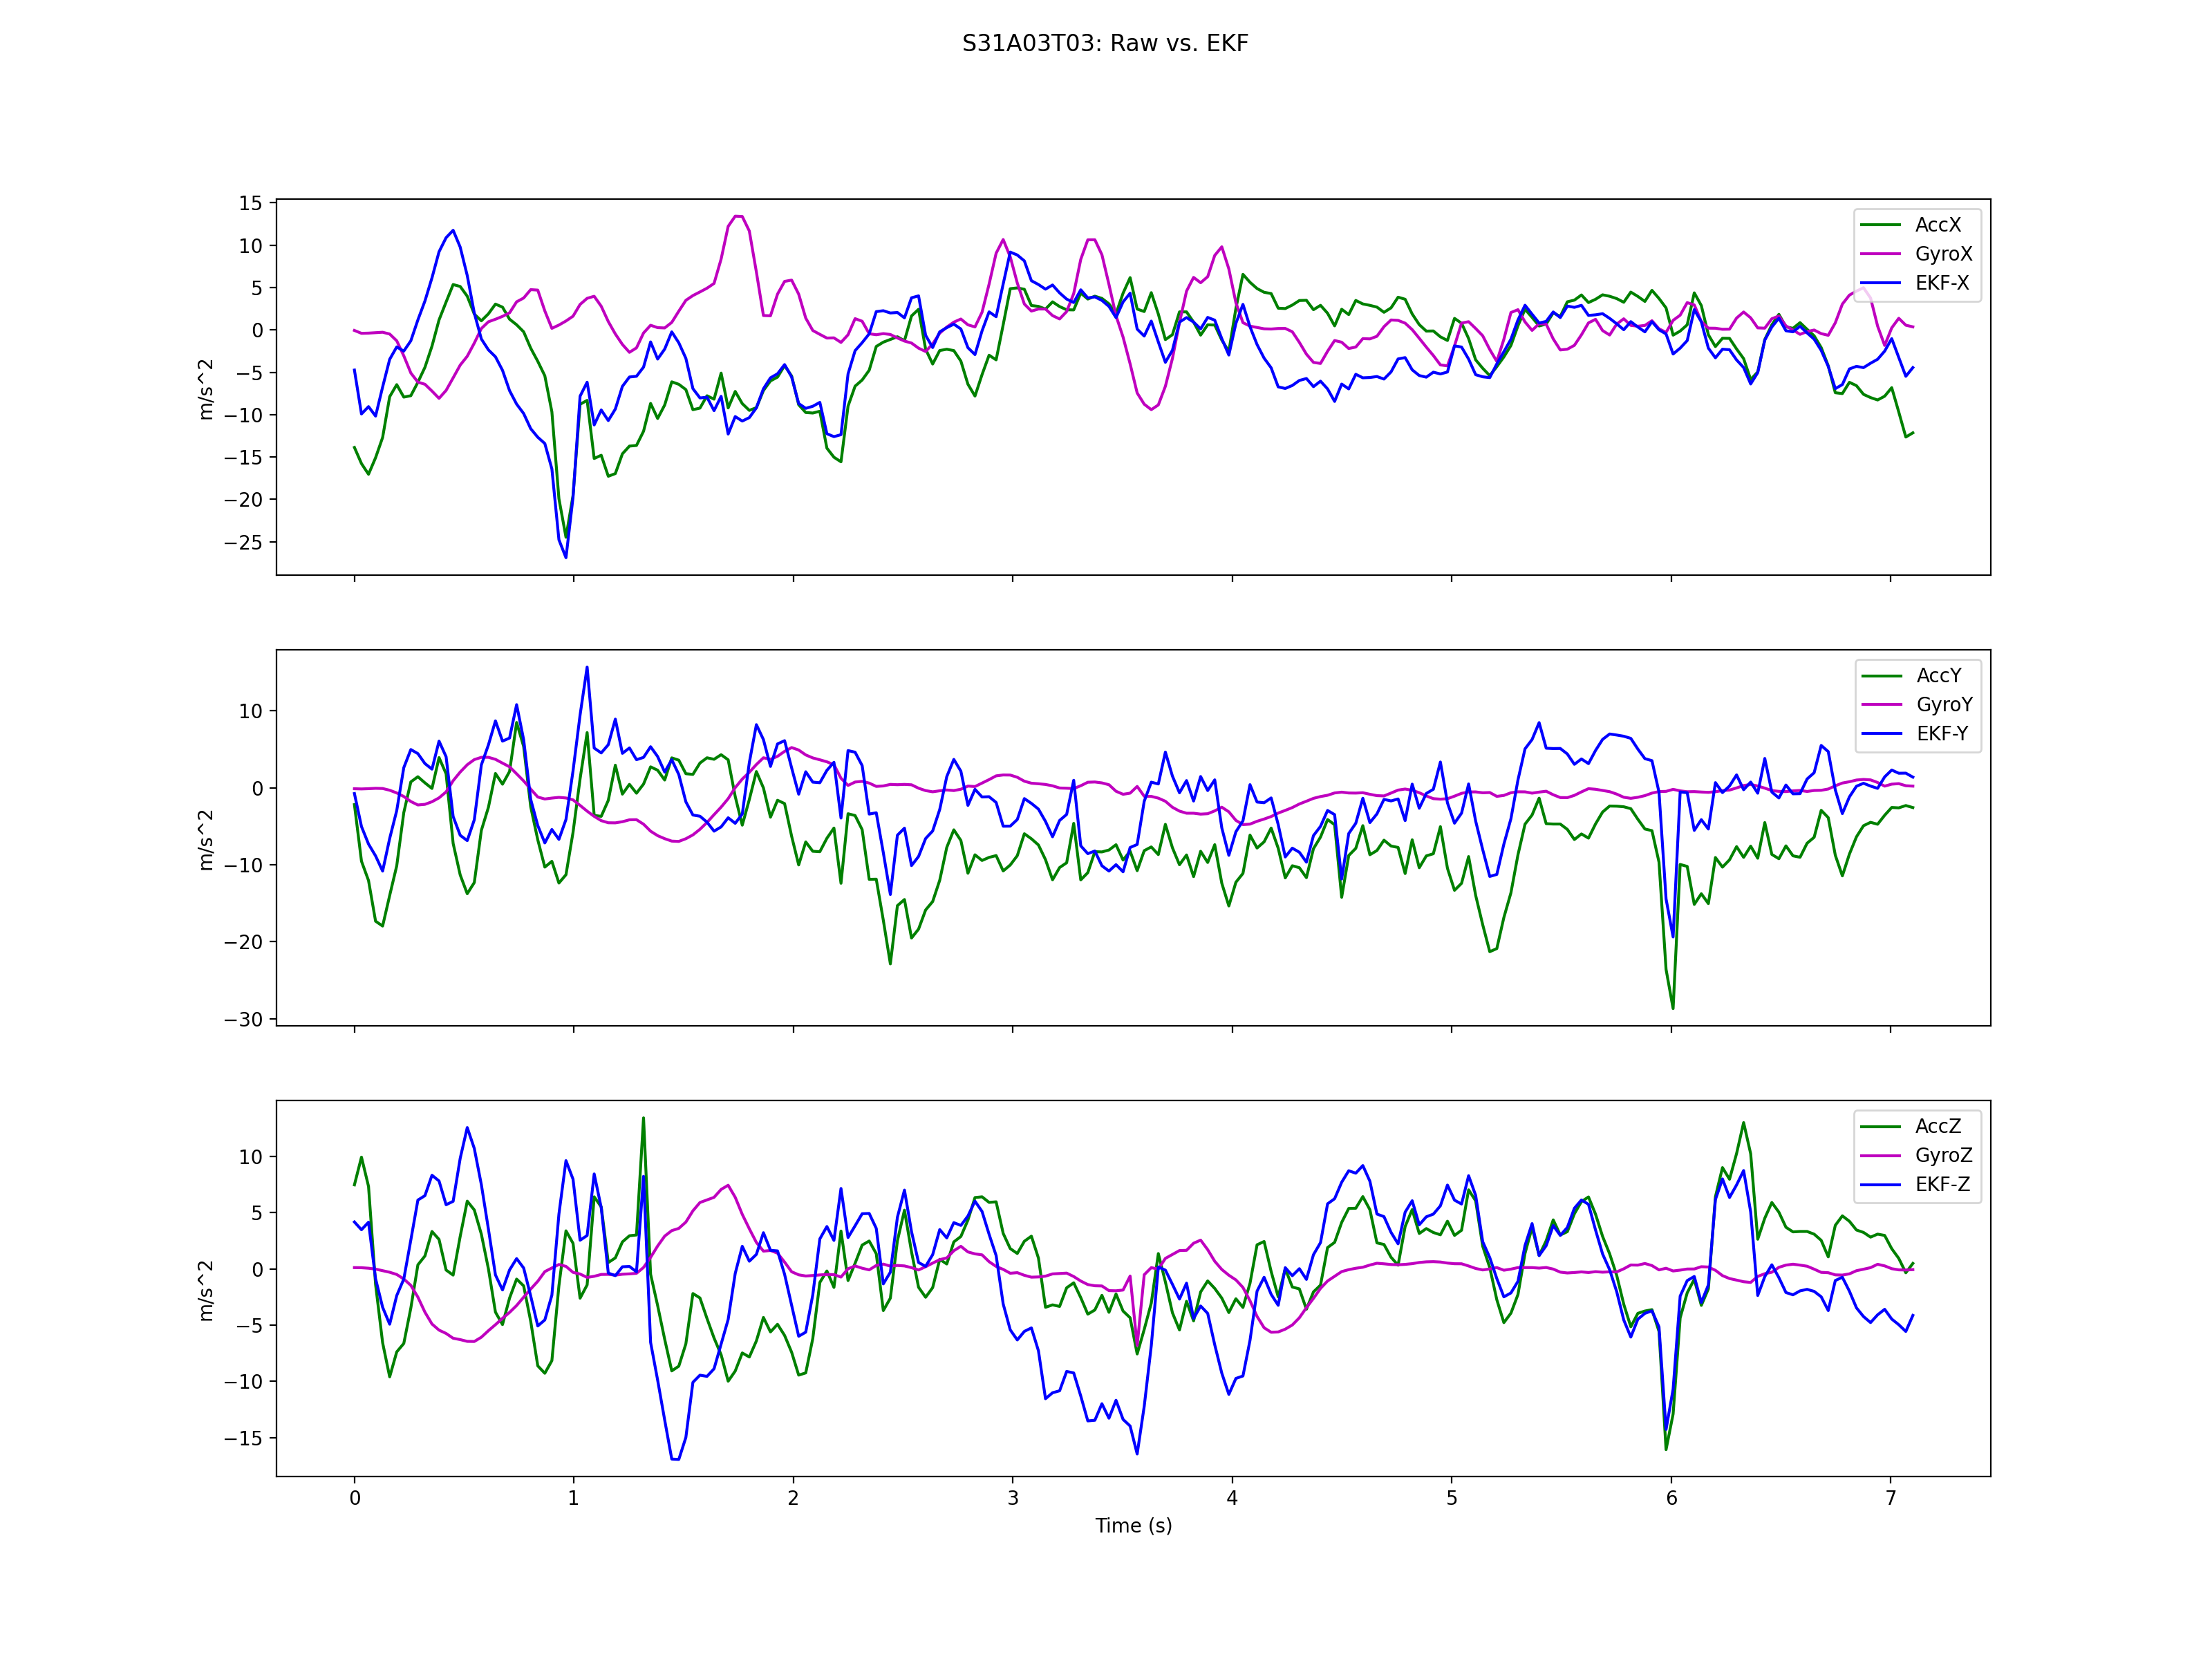 S31A03T03: Raw vs. EKF
15
10
5
0
−5
−10
−15
−20
−25
m/s^2
AccX
GyroX
EKF-X
10
0
−10
−20
−30
m/s^2
AccY
GyroY
EKF-Y
10
5
0
−5
−10
−15
m/s^2
AccZ
GyroZ
EKF-Z
0 1 2 3 4 5 6 7
Time (s)